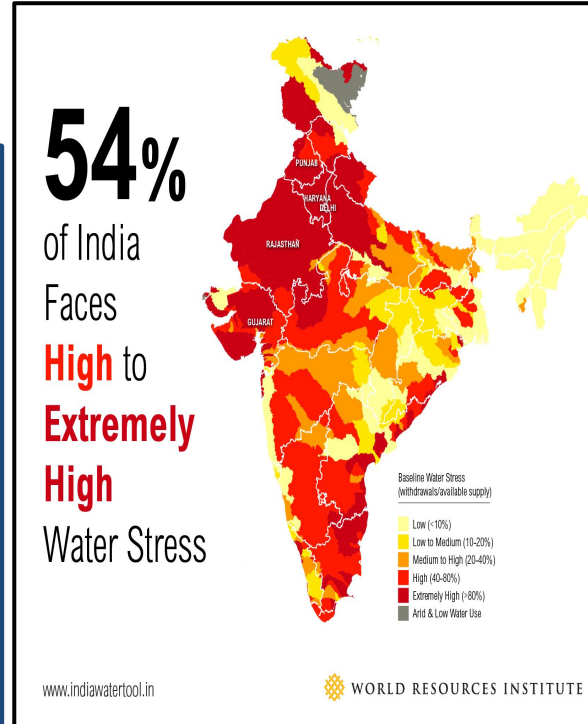 54%
of India
Faces
High to
Extremely
High
Water Stress
PUNJAB
HARYANA
DELHI
RAJASTHAN
GUJARAT
Baseline Water Stress
(withdrawals/available supply)
Low (<10%)
Low to Medium (10-20%)
Medium to High (20-40%)
High (40-80%)
Extremely High (>80%)
Arid & Low Water Use
www.indiawatertool.in
WORLD RESOURCES INSTITUTE